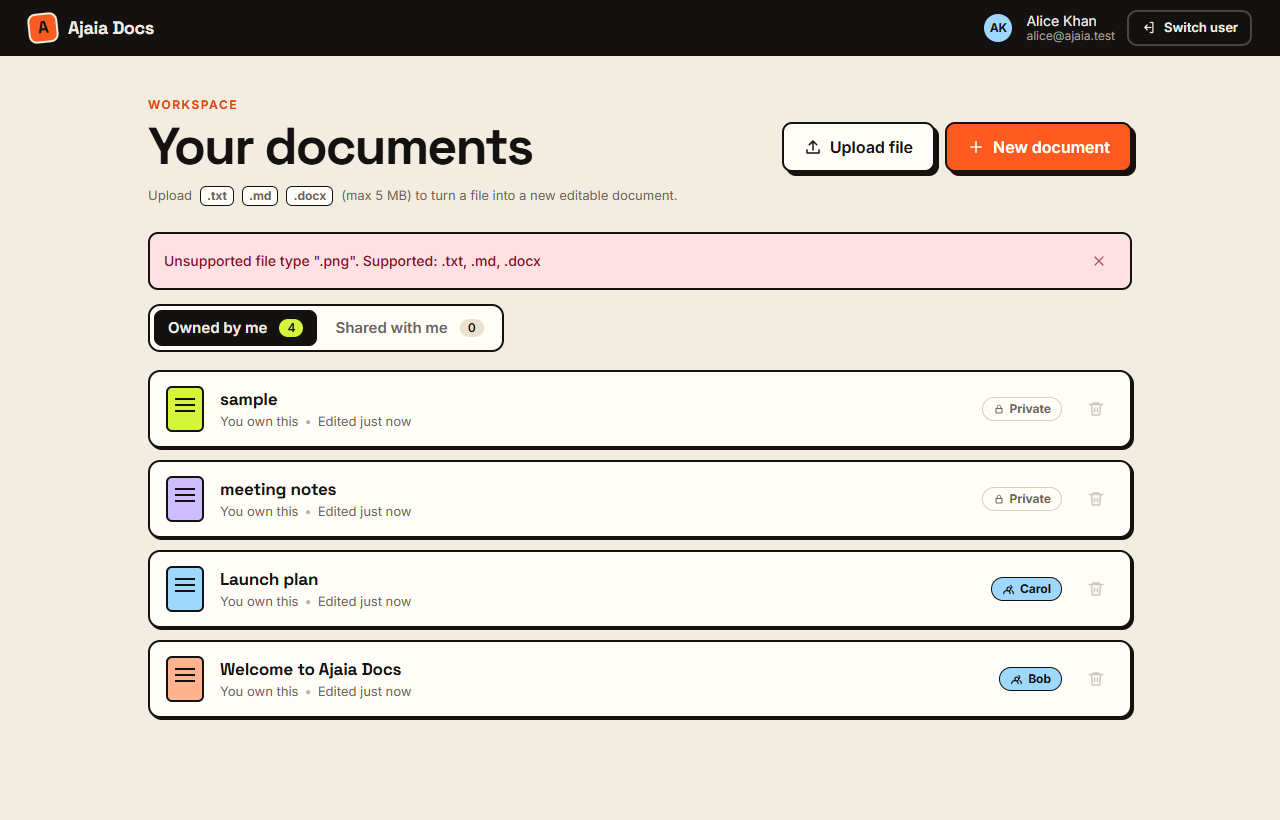 A Ajaia Docs
AK Alice Khan
alice@ajaia.test
Switch user
WORKSPACE
Your documents
Upload file
New document
Upload .txt .md .docx (max 5 MB) to turn a file into a new editable document.
Unsupported file type ".png". Supported: .txt, .md, .docx
Owned by me 4 Shared with me 0
sample
You own this • Edited just now
Private
meeting notes
You own this • Edited just now
Private
Launch plan
You own this • Edited just now
Carol
Welcome to Ajaia Docs
You own this • Edited just now
Bob